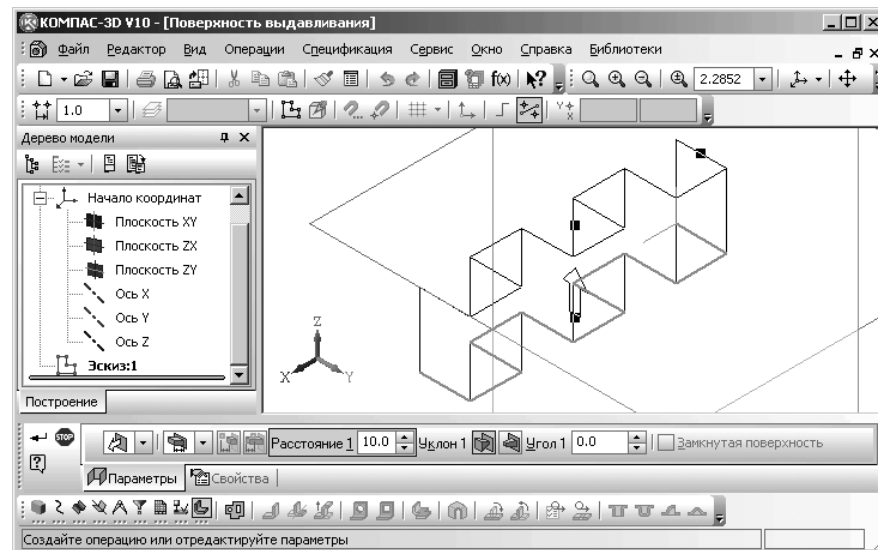 КОМПАС-3D V10 - [Поверхность выдавливания]
Файл Редактор Вид Операции Спецификация Сервис Окно Справка Библиотеки
f(x) 2.2852
1.0
Дерево модели
Начало координат
Плоскость XY
Плоскость ZX
Плоскость ZY
Ось X
Ось Y
Ось Z
Эскиз:1
Построение
Z
X Y
STOP Расстояние 1 10.0 Уклон 1 Угол 1 0.0 Замкнутая поверхность
Параметры Свойства
Создайте операцию или отредактируйте параметры